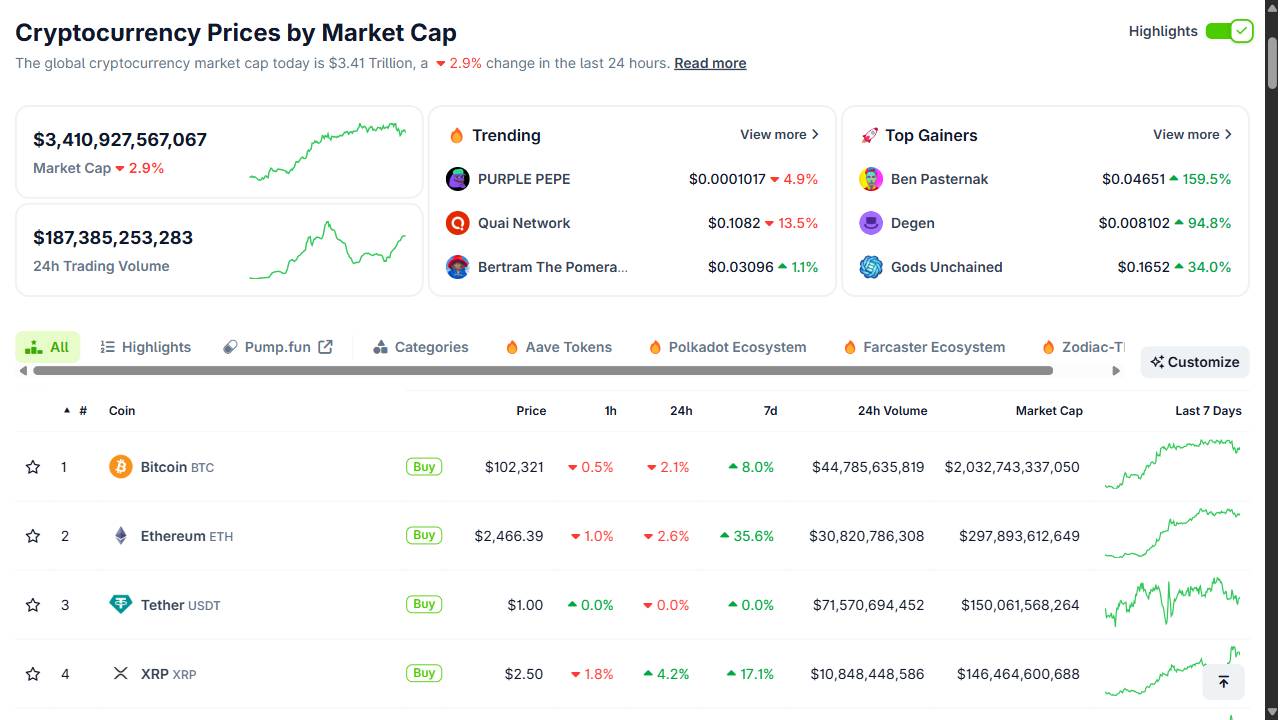 Cryptocurrency Prices by Market Cap
Highlights
The global cryptocurrency market cap today is $3.41 Trillion, a 2.9% change in the last 24 hours. Read more
$3,410,927,567,067
Market Cap 2.9%
$187,385,253,283
24h Trading Volume
Trending
View more
PURPLE PEPE $0.0001017 4.9%
Quai Network $0.1082 13.5%
Bertram The Pomera... $0.03096 1.1%
Top Gainers
View more
Ben Pasternak $0.04651 159.5%
Degen $0.008102 94.8%
Gods Unchained $0.1652 34.0%
All Highlights Pump.fun Categories Aave Tokens Polkadot Ecosystem Farcaster Ecosystem Zodiac-Tl
Customize
# Coin Price 1h 24h 7d 24h Volume Market Cap Last 7 Days
1 Bitcoin BTC Buy $102,321 0.5% 2.1% 8.0% $44,785,635,819 $2,032,743,337,050
2 Ethereum ETH Buy $2,466.39 1.0% 2.6% 35.6% $30,820,786,308 $297,893,612,649
3 Tether USDT Buy $1.00 0.0% 0.0% 0.0% $71,570,694,452 $150,061,568,264
4 XRP XRP Buy $2.50 1.8% 4.2% 17.1% $10,848,448,586 $146,464,600,688